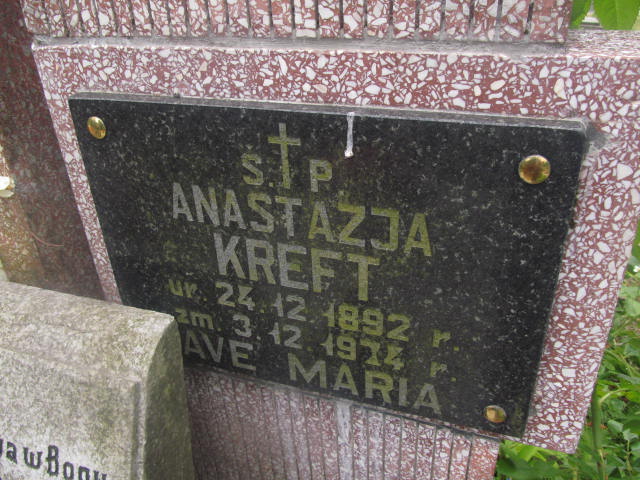 Ś. P.
ANASTAZJA
KREFT
ur. 24.12.1892 r.
zm. 3.12.1974 r.
AVE MARIA